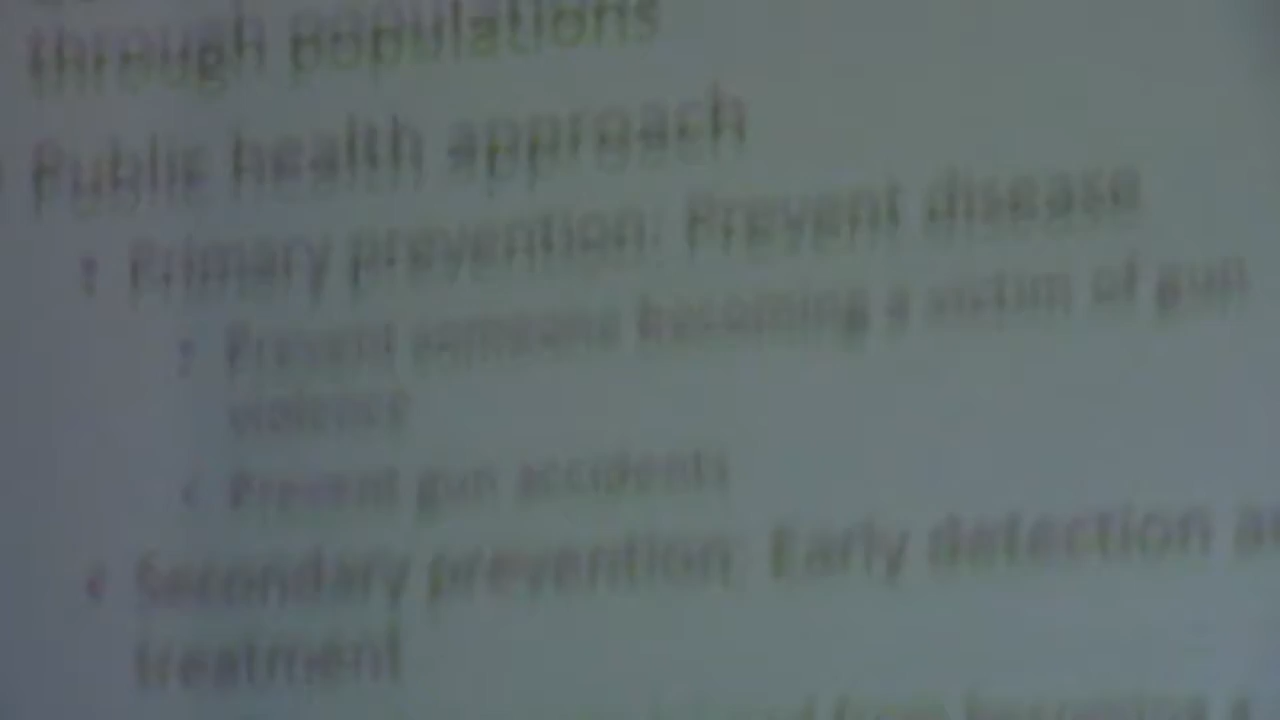 through populations
Public health approach
Primary prevention: Prevent disease
Prevent someone becoming a victim of gun
violence
Prevent gun accidents
Secondary prevention: Early detection
treatment